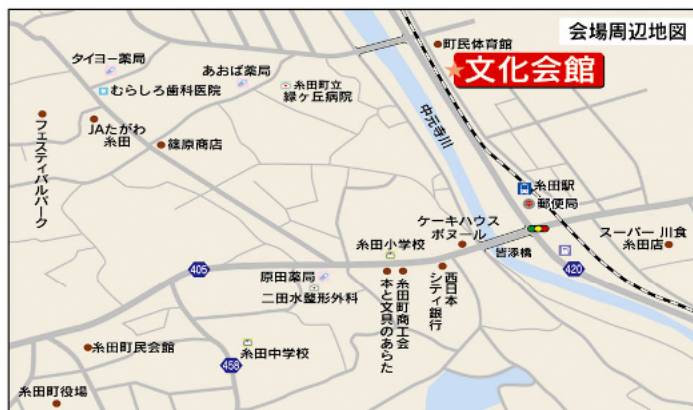 会場周辺地図
町民体育館
文化会館
タイヨー薬局
あおば薬局
むらしろ歯科医院
糸田町立
緑ヶ丘病院
JAたがわ
糸田
篠原商店
フェスティバルパーク
中元寺川
糸田駅
郵便局
ケーキハウス
ボヌール
スーパー 川食
糸田店
糸田小学校
皆添橋
405
420
原田薬局
二田水整形外科
本と文具のあらた
糸田町商工会
西日本
シティ銀行
糸田町民会館
糸田中学校
458
糸田町役場